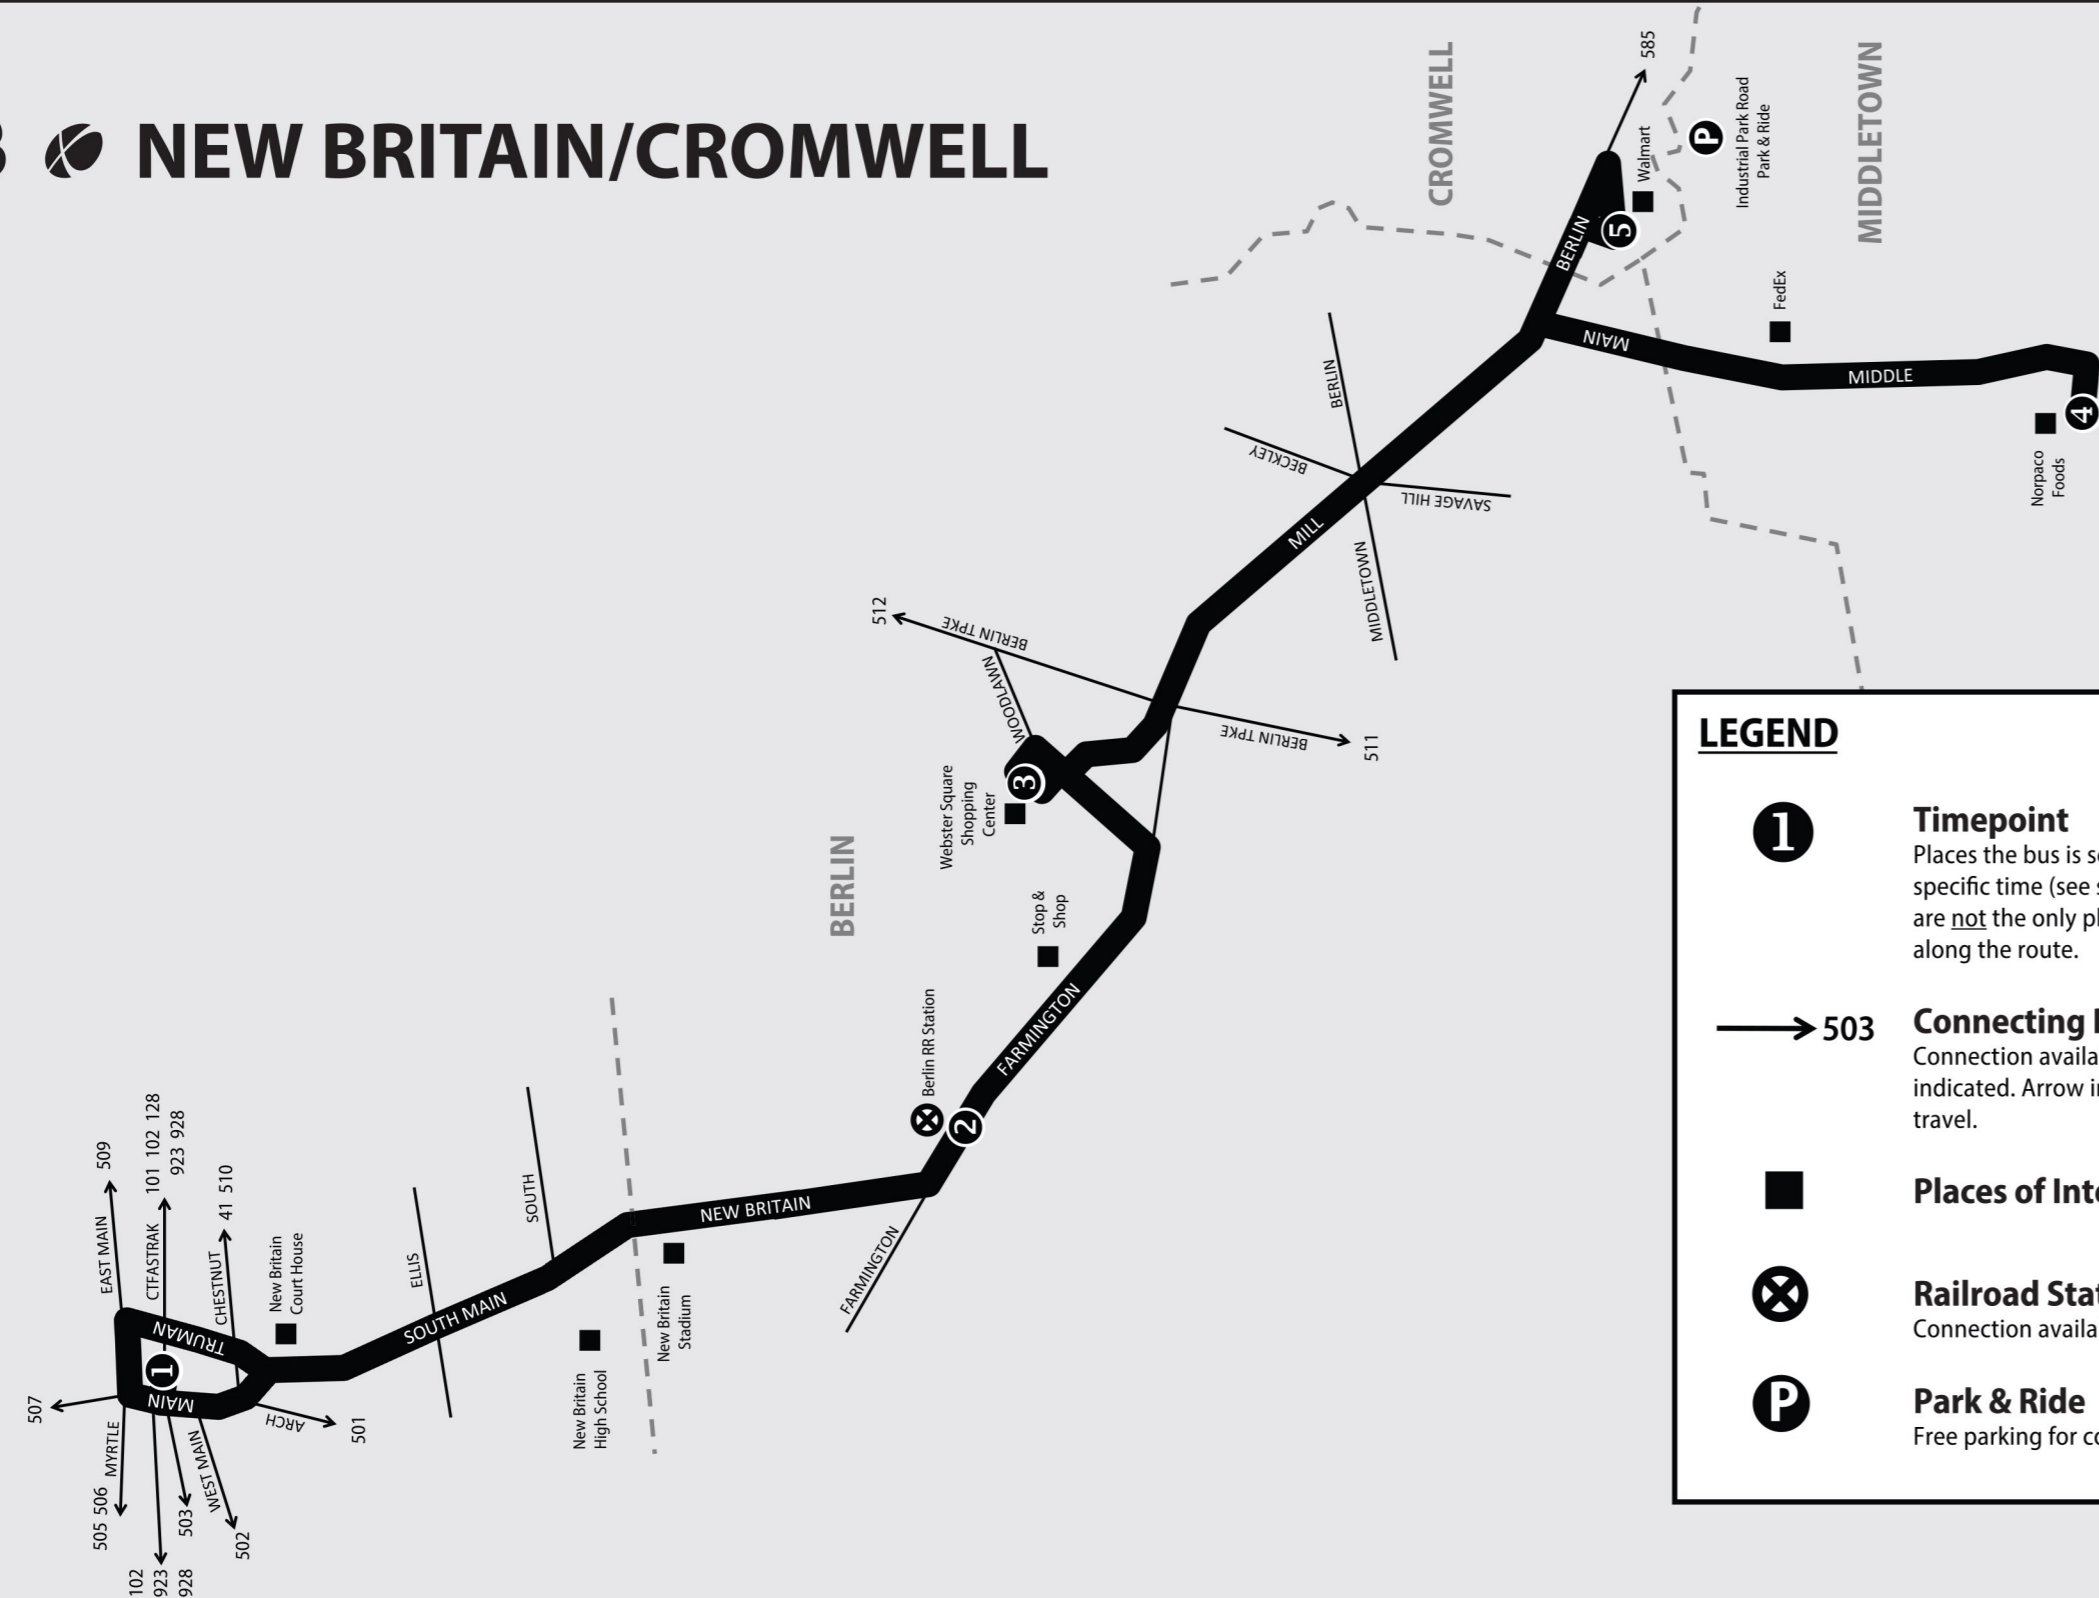 NEW BRITAIN/CROMWELL
CROMWELL
MIDDLETOWN
585
Walmart
P
Industrial Park Road
Park & Ride
BERLIN
5
MAIN
FedEx
MIDDLE
4
Norpaco
Foods
BERLIN
BECKLEY
SAVAGE HILL
MILL
MIDDLETOWN
512
BERLIN TPKE
WOODLAWN
BERLIN TPKE
511
3
Webster Square
Shopping
Center
BERLIN
Stop &
Shop
FARMINGTON
Berlin RR Station
2
FARMINGTON
NEW BRITAIN
SOUTH
ELLIS
SOUTH MAIN
New Britain
Stadium
New Britain
High School
New Britain
Court House
509
EAST MAIN
101 102 128
923 928
CTFASTRAK
41 510
CHESTNUT
TRUMAN
1
MAIN
507
MYRTLE
505 506
ARCH
501
WEST MAIN
502
503
102
923
928
LEGEND
1
Timepoint
Places the bus is
specific time (see
are not the only
along the route.
503
Connecting
Connection
indicated. Arrow
travel.
Places of
Railroad
Connection
P
Park & Ride
Free parking for